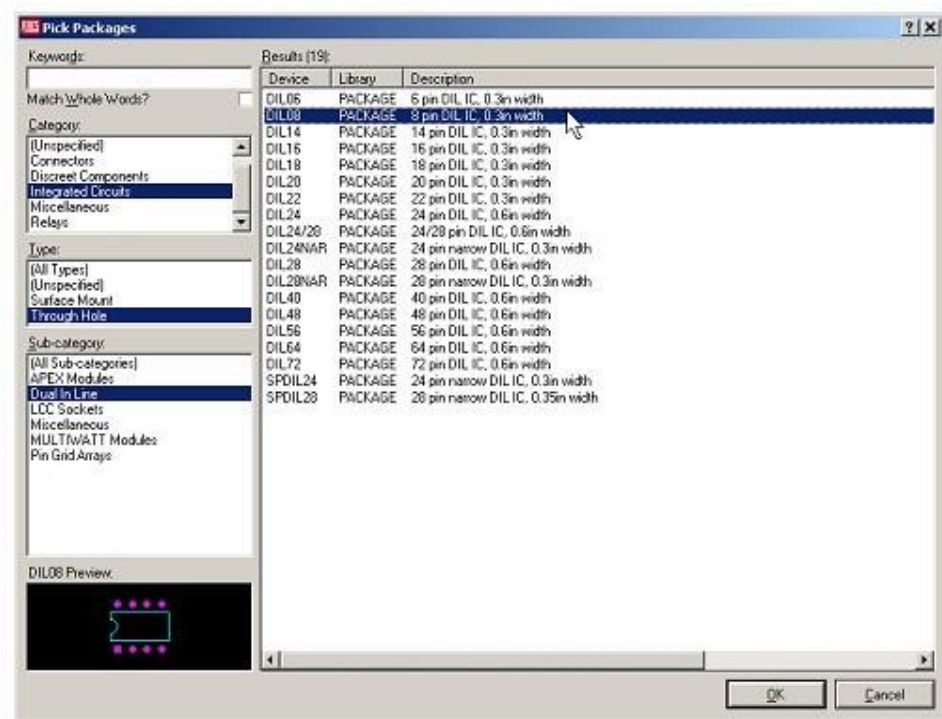 ARES Pick Packages
Keywords:
Match Whole Words?
Category:
(Unspecified)
Connectors
Discreet Components
Integrated Circuits
Miscellaneous
Relays
Type:
(All Types)
(Unspecified)
Surface Mount
Through Hole
Sub-category:
(All Sub-categories)
APEX Modules
Dual In Line
LCC Sockets
Miscellaneous
MULTIWATT Modules
Pin Grid Arrays
DIL08 Preview:
Results (19):
Device Library Description
DIL06 PACKAGE 6 pin DIL IC, 0.3in width
DIL08 PACKAGE 8 pin DIL IC, 0.3in width
DIL14 PACKAGE 14 pin DIL IC, 0.3in width
DIL16 PACKAGE 16 pin DIL IC, 0.3in width
DIL18 PACKAGE 18 pin DIL IC, 0.3in width
DIL20 PACKAGE 20 pin DIL IC, 0.3in width
DIL22 PACKAGE 22 pin DIL IC, 0.3in width
DIL24 PACKAGE 24 pin DIL IC, 0.6in width
DIL24/28 PACKAGE 24/28 pin DIL IC, 0.6in width
DIL24NAR PACKAGE 24 pin narrow DIL IC, 0.3in width
DIL28 PACKAGE 28 pin DIL IC, 0.6in width
DIL28NAR PACKAGE 28 pin narrow DIL IC, 0.3in width
DIL40 PACKAGE 40 pin DIL IC, 0.6in width
DIL48 PACKAGE 48 pin DIL IC, 0.6in width
DIL56 PACKAGE 56 pin DIL IC, 0.6in width
DIL64 PACKAGE 64 pin DIL IC, 0.6in width
DIL72 PACKAGE 72 pin DIL IC, 0.6in width
SPDIL24 PACKAGE 24 pin narrow DIL IC, 0.3in width
SPDIL28 PACKAGE 28 pin narrow DIL IC, 0.35in width
OK Cancel